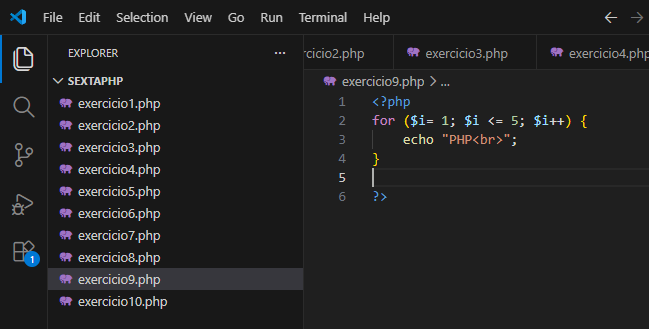 File Edit Selection View Go Run Terminal Help
EXPLORER
SEXTAPHP
exercicio1.php
exercicio2.php
exercicio3.php
exercicio4.php
exercicio5.php
exercicio6.php
exercicio7.php
exercicio8.php
exercicio9.php
exercicio10.php
1
rcicio2.php exercicio3.php exercicio4.php
exercicio9.php > ...
1 <?php
2 for ($i= 1; $i <= 5; $i++) {
3 echo "PHP<br>";
4 }
5
6 ?>